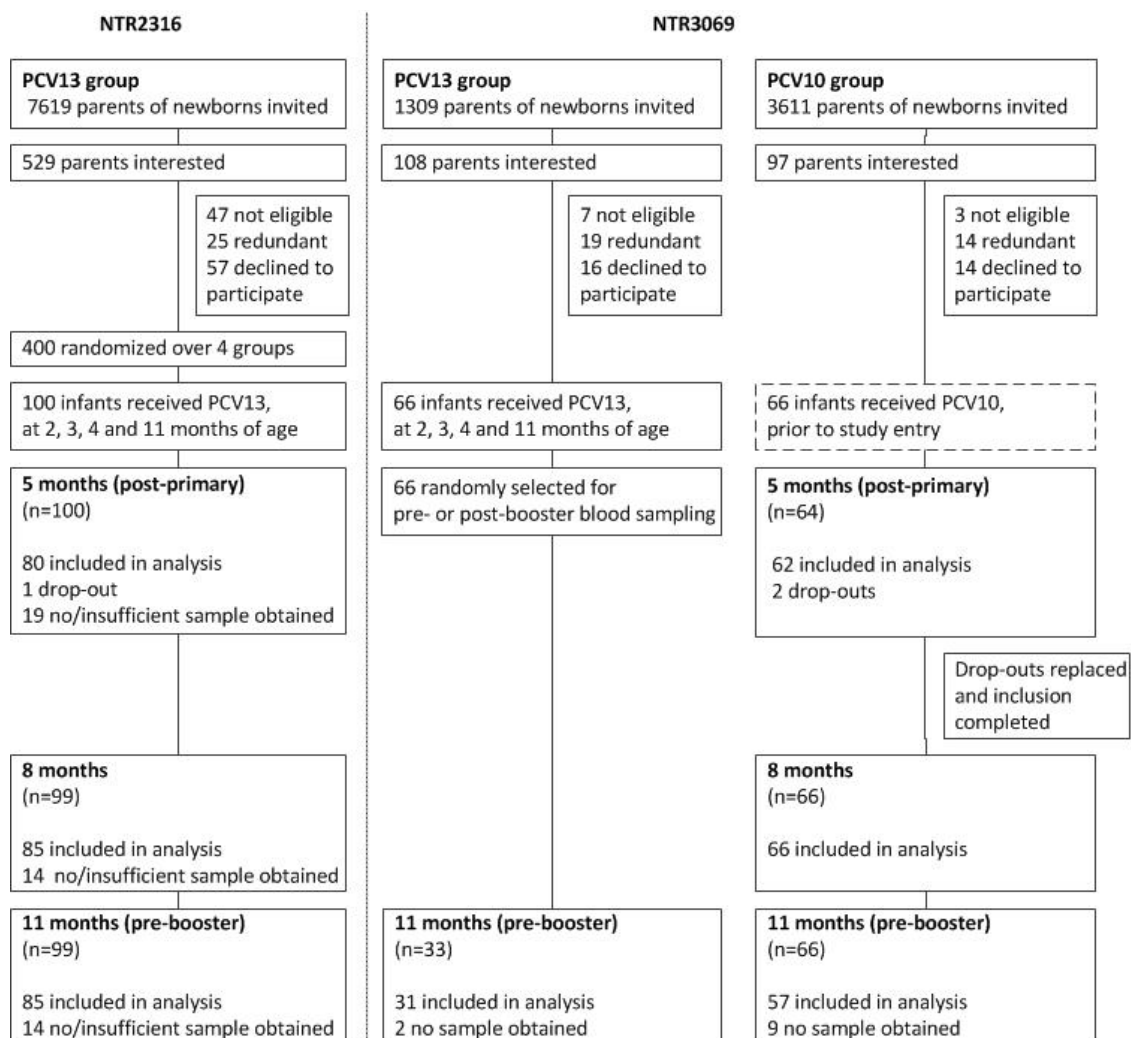 NTR2316
NTR3069
PCV13 group
7619 parents of newborns invited
529 parents interested
47 not eligible
25 redundant
57 declined to
participate
400 randomized over 4 groups
100 infants received PCV13,
at 2, 3, 4 and 11 months of age
5 months (post-primary)
(n=100)
80 included in analysis
1 drop-out
19 no/insufficient sample obtained
8 months
(n=99)
85 included in analysis
14 no/insufficient sample obtained
11 months (pre-booster)
(n=99)
85 included in analysis
14 no/insufficient sample obtained
PCV13 group
1309 parents of newborns invited
108 parents interested
7 not eligible
19 redundant
16 declined to
participate
66 infants received PCV13,
at 2, 3, 4 and 11 months of age
66 randomly selected for
pre- or post-booster blood sampling
11 months (pre-booster)
(n=33)
31 included in analysis
2 no sample obtained
PCV10 group
3611 parents of newborns invited
97 parents interested
3 not eligible
14 redundant
14 declined to
participate
66 infants received PCV10,
prior to study entry
5 months (post-primary)
(n=64)
62 included in analysis
2 drop-outs
Drop-outs replaced
and inclusion
completed
8 months
(n=66)
66 included in analysis
11 months (pre-booster)
(n=66)
57 included in analysis
9 no sample obtained